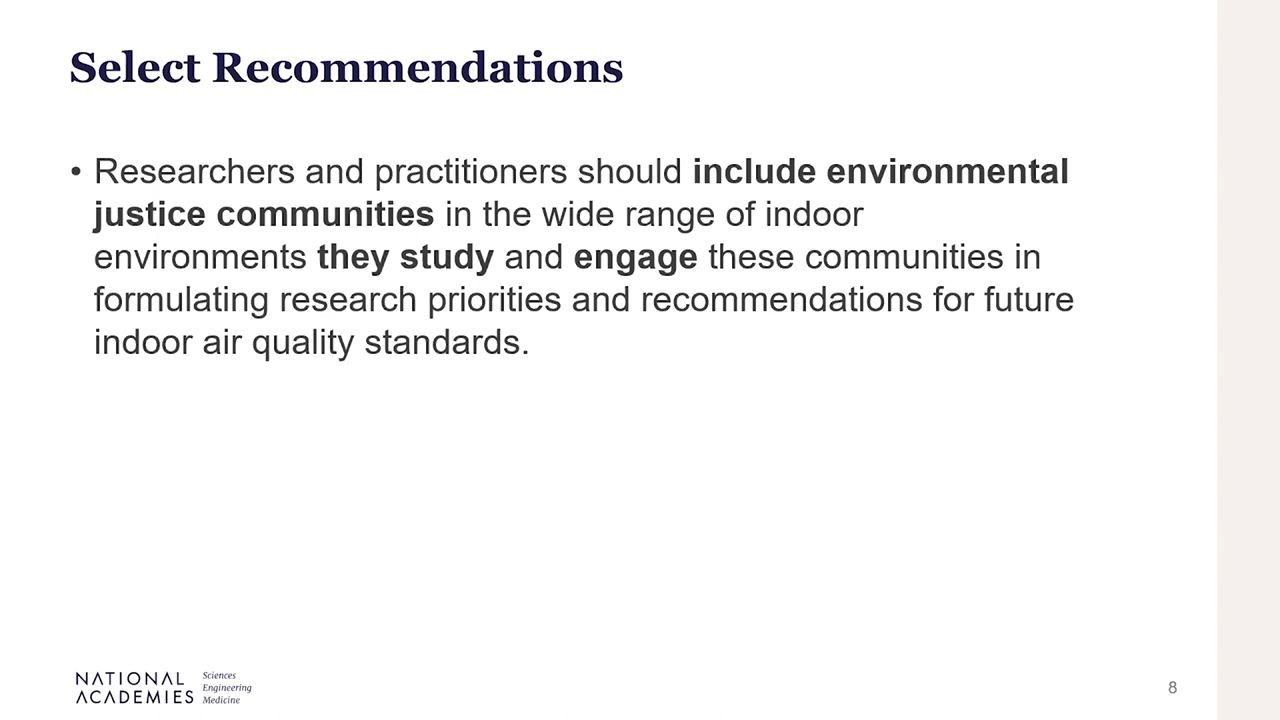 Select Recommendations
• Researchers and practitioners should include environmental
justice communities in the wide range of indoor
environments they study and engage these communities in
formulating research priorities and recommendations for future
indoor air quality standards.
NATIONAL
ACADEMIES
Sciences
Engineering
Medicine
8